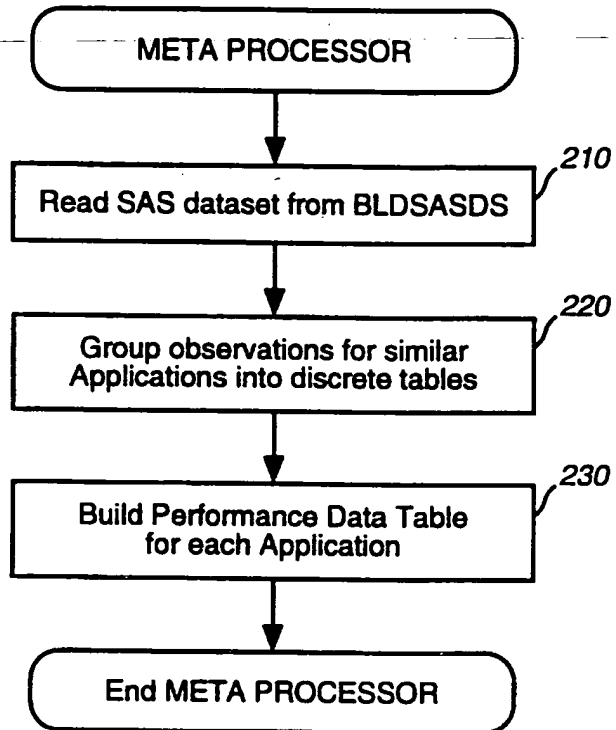 META PROCESSOR
210
Read SAS dataset from BLDSASDS
220
Group observations for similar
Applications into discrete tables
230
Build Performance Data Table
for each Application
End META PROCESSOR